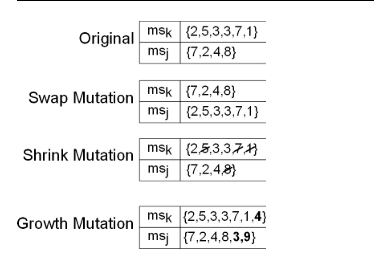 Original
msk {2,5,3,3,7,1}
msj {7,2,4,8}
Swap Mutation
msk {7,2,4,8}
msj {2,5,3,3,7,1}
Shrink Mutation
msk {2,5,3,3,7,1}
msj {7,2,4,8}
Growth Mutation
msk {2,5,3,3,7,1,4}
msj {7,2,4,8,3,9}